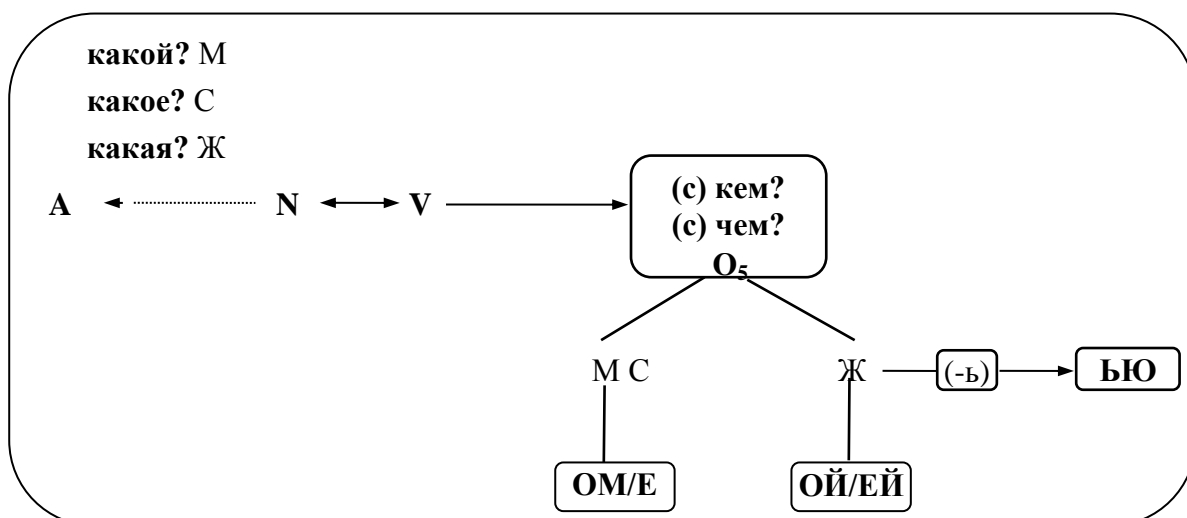 какой? М
какое? С
какая? Ж
A N V (с) кем?
(с) чем?
O₅
М С Ж (-ь) ЬЮ
ОМ/Е ОЙ/ЕЙ